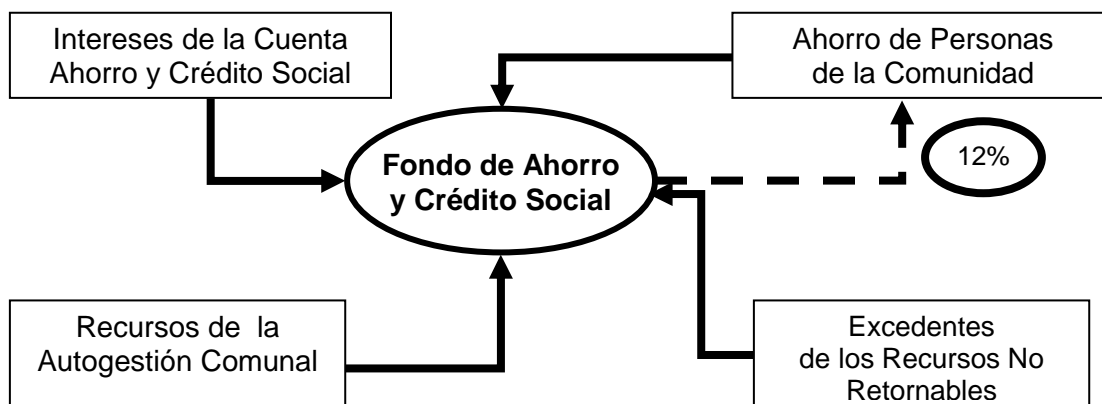 Intereses de la Cuenta
Ahorro y Crédito Social
Ahorro de Personas
de la Comunidad
12%
Fondo de Ahorro
y Crédito Social
Recursos de la
Autogestión Comunal
Excedentes
de los Recursos No
Retornables